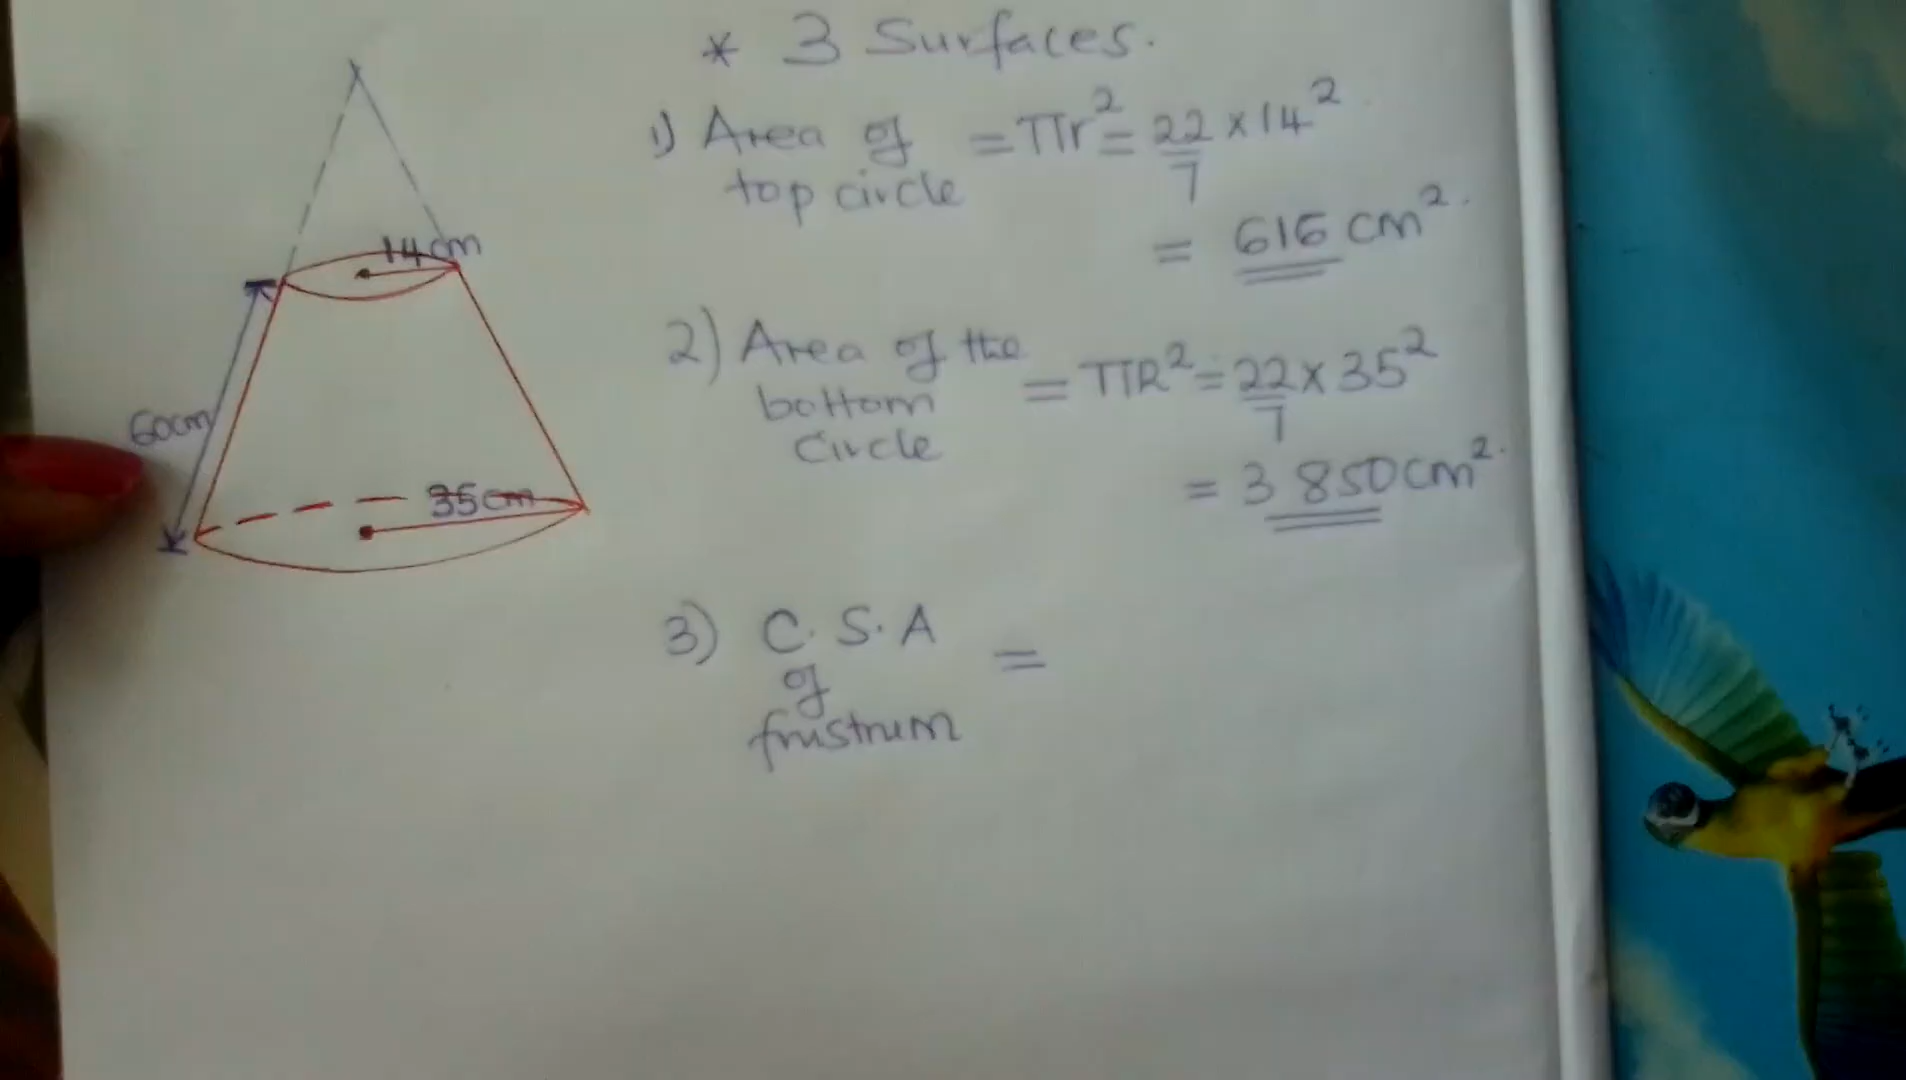 * 3 Surfaces.
1) Area of top circle = πr² = 22/7 × 14²
= 616 cm².
2) Area of the bottom Circle = πR² = 22/7 × 35²
= 3 850 cm².
3) C.S.A of frustrum =
14cm
60cm
35cm